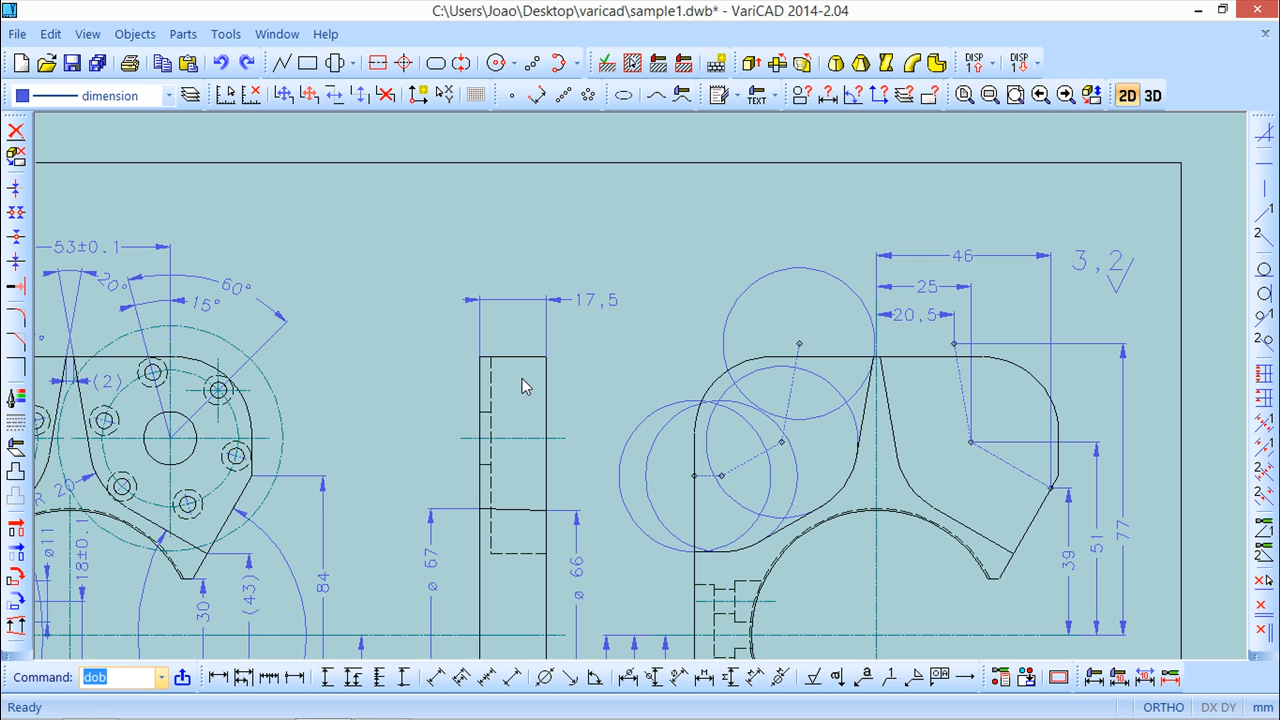 C:\Users\Joao\Desktop\varicad\sample1.dwb* - VariCAD 2014-2.04
File Edit View Objects Parts Tools Window Help
DISP 1 DISP 1
dimension
TEXT
2D 3D
53±0.1
20°
60°
15°
(2)
R 20
ø11
18±0.1
30
(43)
84
17,5
ø 67
ø 66
46
25
20,5
3,2
39
51
77
Command: dob
Ready
ORTHO DX DY mm